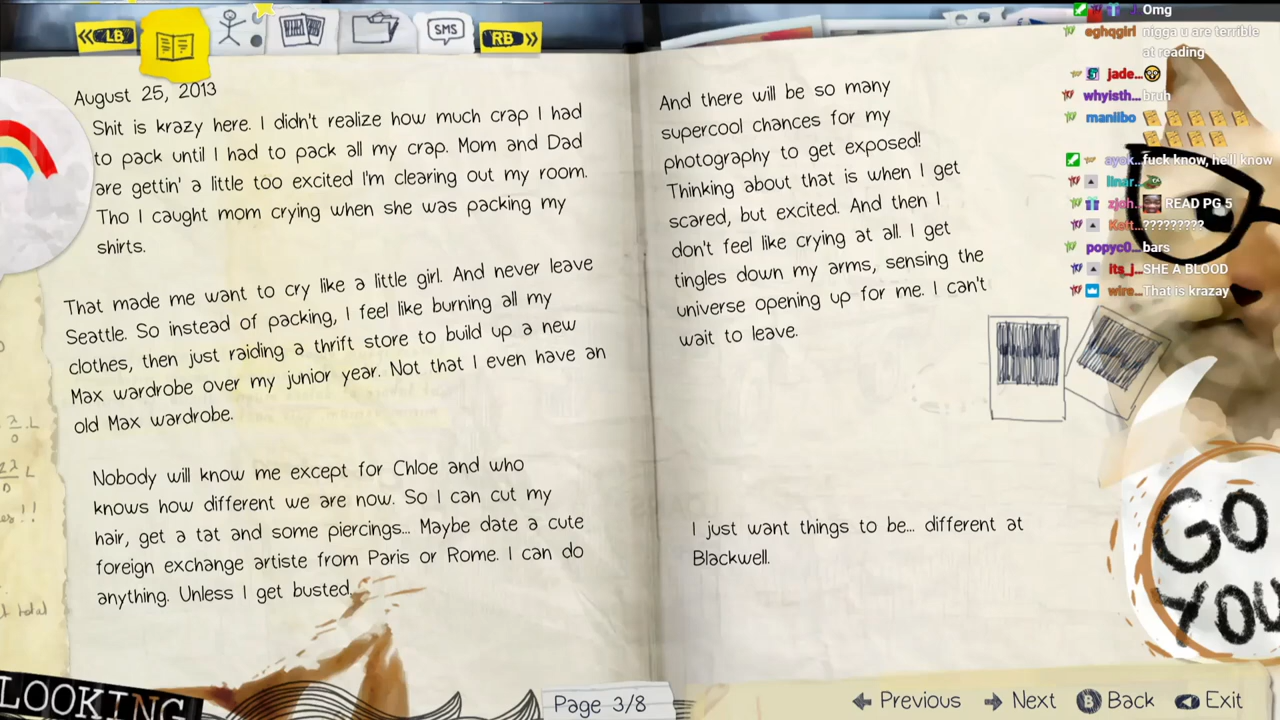 LB
SMS
RB
August 25, 2013
Shit is krazy here. I didn't realize how much crap I had
to pack until I had to pack all my crap. Mom and Dad
are gettin' a little too excited I'm clearing out my room.
Tho I caught mom crying when she was packing my
shirts.
That made me want to cry like a little girl. And never leave
Seattle. So instead of packing, I feel like burning all my
clothes, then just raiding a thrift store to build up a new
Max wardrobe over my junior year. Not that I even have an
old Max wardrobe.
Nobody will know me except for Chloe and who
knows how different we are now. So I can cut my
hair, get a tat and some piercings... Maybe date a cute
foreign exchange artiste from Paris or Rome. I can do
anything. Unless I get busted.
And there will be so many
supercool chances for my
photography to get exposed!
Thinking about that is when I get
scared, but excited. And then I
don't feel like crying at all. I get
tingles down my arms, sensing the
universe opening up for me. I can't
wait to leave.
I just want things to be... different at
Blackwell.
Omg
eghqgirl nigga u are terrible
at reading
jade...
whyisth... bruh
maniibo
ayok... fuck know, he'll know
linar...
zjoh... READ PG 5
Kett... ?????????
popyc0... bars
its_j... SHE A BLOOD
wire... That is krazay
GO
YOU
LOOKING
total
Page 3/8
Previous
Next
B Back
Exit